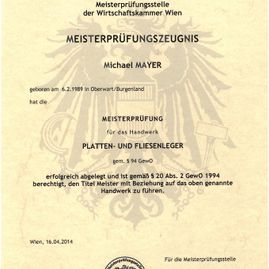 Meisterprüfungsstelle
der Wirtschaftskammer Wien
MEISTERPRÜFUNGSZEUGNIS
Michael MAYER
geboren am 6.2.1989 in Oberwart/Burgenland
hat die
MEISTERPRÜFUNG
für das Handwerk
PLATTEN- UND FLIESENLEGER
gem. § 94 GewO
erfolgreich abgelegt und ist gemäß § 20 Abs. 2 GewO 1994
berechtigt, den Titel Meister mit Beziehung auf das oben genannte
Handwerk zu führen.
Wien, 16.04.2014
Für die Meisterprüfungsstelle